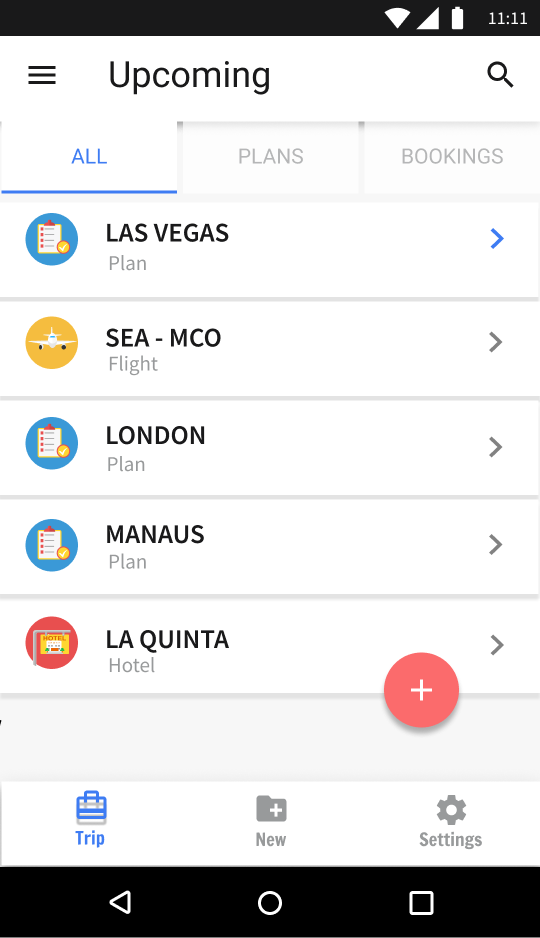 11:11
Upcoming
ALL PLANS BOOKINGS
LAS VEGAS
Plan
SEA - MCO
Flight
LONDON
Plan
MANAUS
Plan
HOTEL
LA QUINTA
Hotel
Trip New Settings